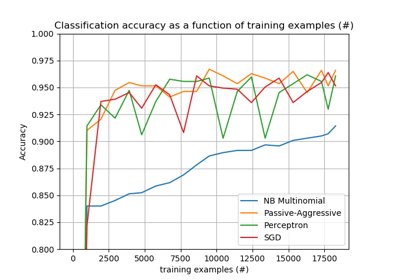 Classification accuracy as a function of training examples (#)
1.000
0.975
0.950
0.925
0.900
0.875
0.850
0.825
0.800
Accuracy
NB Multinomial
Passive-Aggressive
Perceptron
SGD
0 2500 5000 7500 10000 12500 15000 17500
training examples (#)